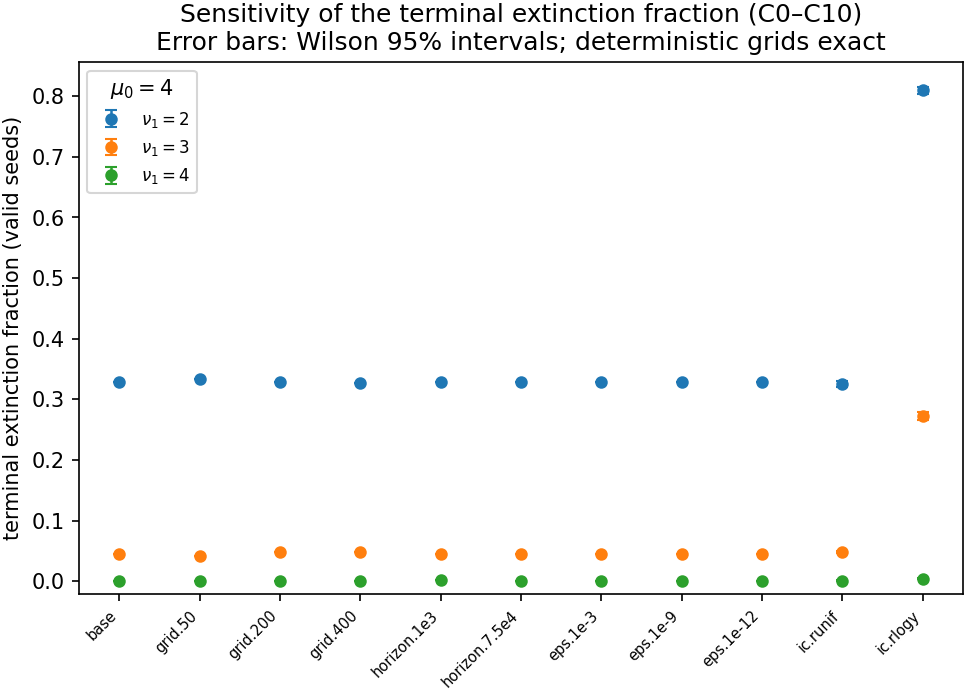 Sensitivity of the terminal extinction fraction (C0–C10)
Error bars: Wilson 95% intervals; deterministic grids exact
terminal extinction fraction (valid seeds)
0.8
0.7
0.6
0.5
0.4
0.3
0.2
0.1
0.0
μ₀ = 4
ν₁ = 2
ν₁ = 3
ν₁ = 4
base
grid.50
grid.200
grid.400
horizon.1e3
horizon.7.5e4
eps.1e-3
eps.1e-9
eps.1e-12
ic.runif
ic.rlogy